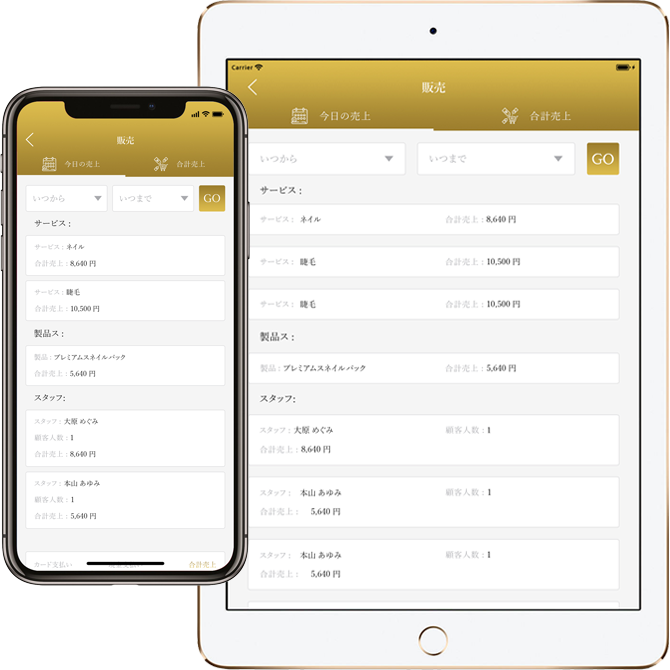 販売
今日の売上
合計売上
いつから
いつまで
GO
サービス :
サービス : ネイル
合計売上 : 8,640 円
サービス : 睫毛
合計売上 : 10,500 円
製品ス :
製品 : プレミアムスネイルパック
合計売上 : 5,640 円
スタッフ:
スタッフ : 大原 めぐみ
顧客人数 : 1
合計売上 : 8,640 円
スタッフ : 本山 あゆみ
顧客人数 : 1
合計売上 : 5,640 円
カード支払い
合計売上
Carrier
販売
今日の売上
合計売上
いつから
いつまで
GO
サービス :
サービス : ネイル 合計売上 : 8,640 円
サービス : 睫毛 合計売上 : 10,500 円
サービス : 睫毛 合計売上 : 10,500 円
製品ス :
製品 : プレミアムスネイルパック 合計売上 : 5,640 円
スタッフ:
スタッフ : 大原 めぐみ 顧客人数 : 1
合計売上 : 8,640 円
スタッフ : 本山 あゆみ 顧客人数 : 1
合計売上 : 5,640 円
スタッフ : 本山 あゆみ 顧客人数 : 1
合計売上 : 5,640 円